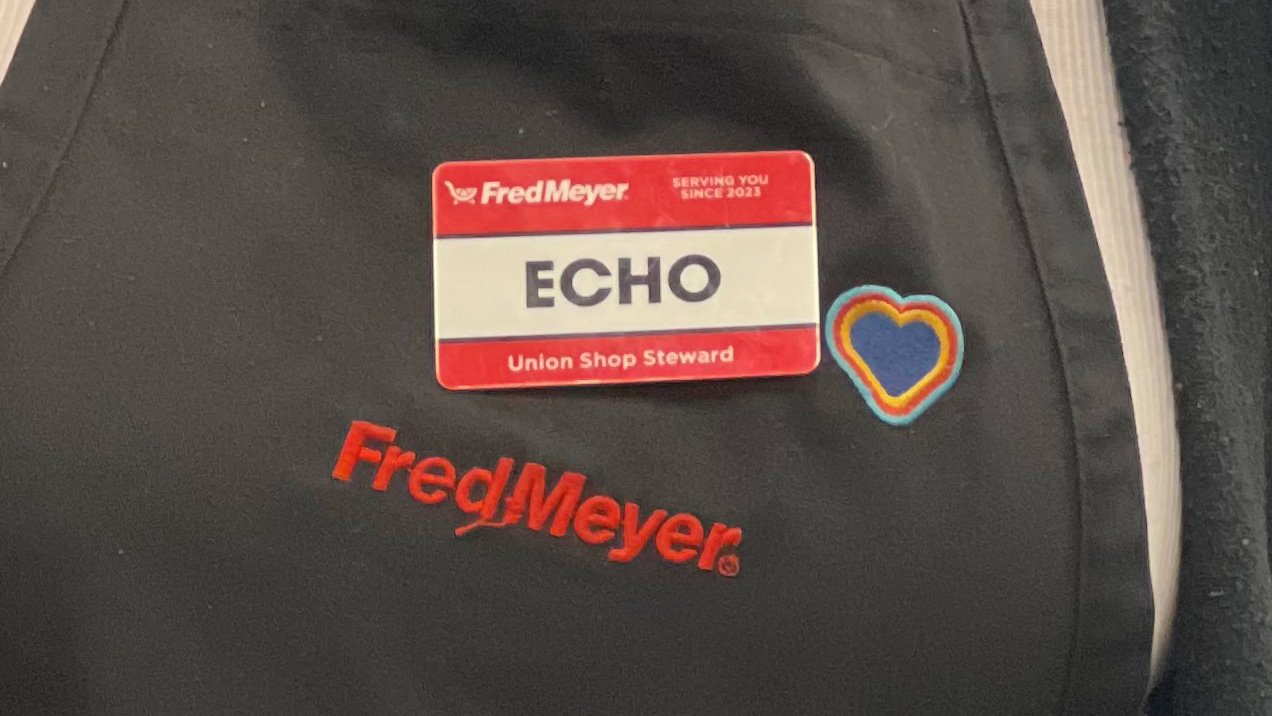 FredMeyer
SERVING YOU
SINCE 2023
ECHO
Union Shop Steward
FredMeyer®